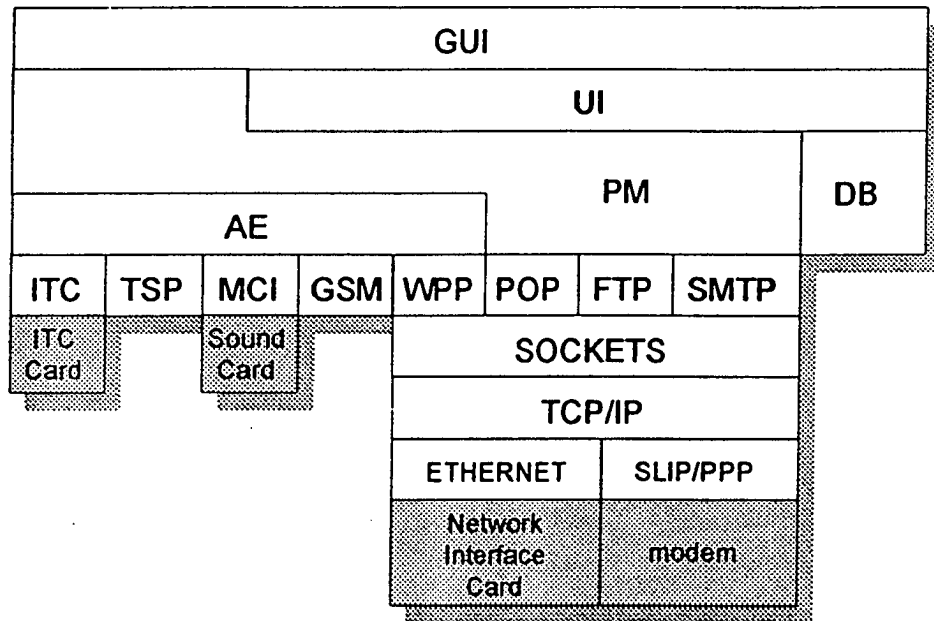 GUI
UI
PM
DB
AE
ITC TSP MCI GSM WPP POP FTP SMTP
ITC
Card
Sound
Card
SOCKETS
TCP/IP
ETHERNET SLIP/PPP
Network
Interface
Card
modem